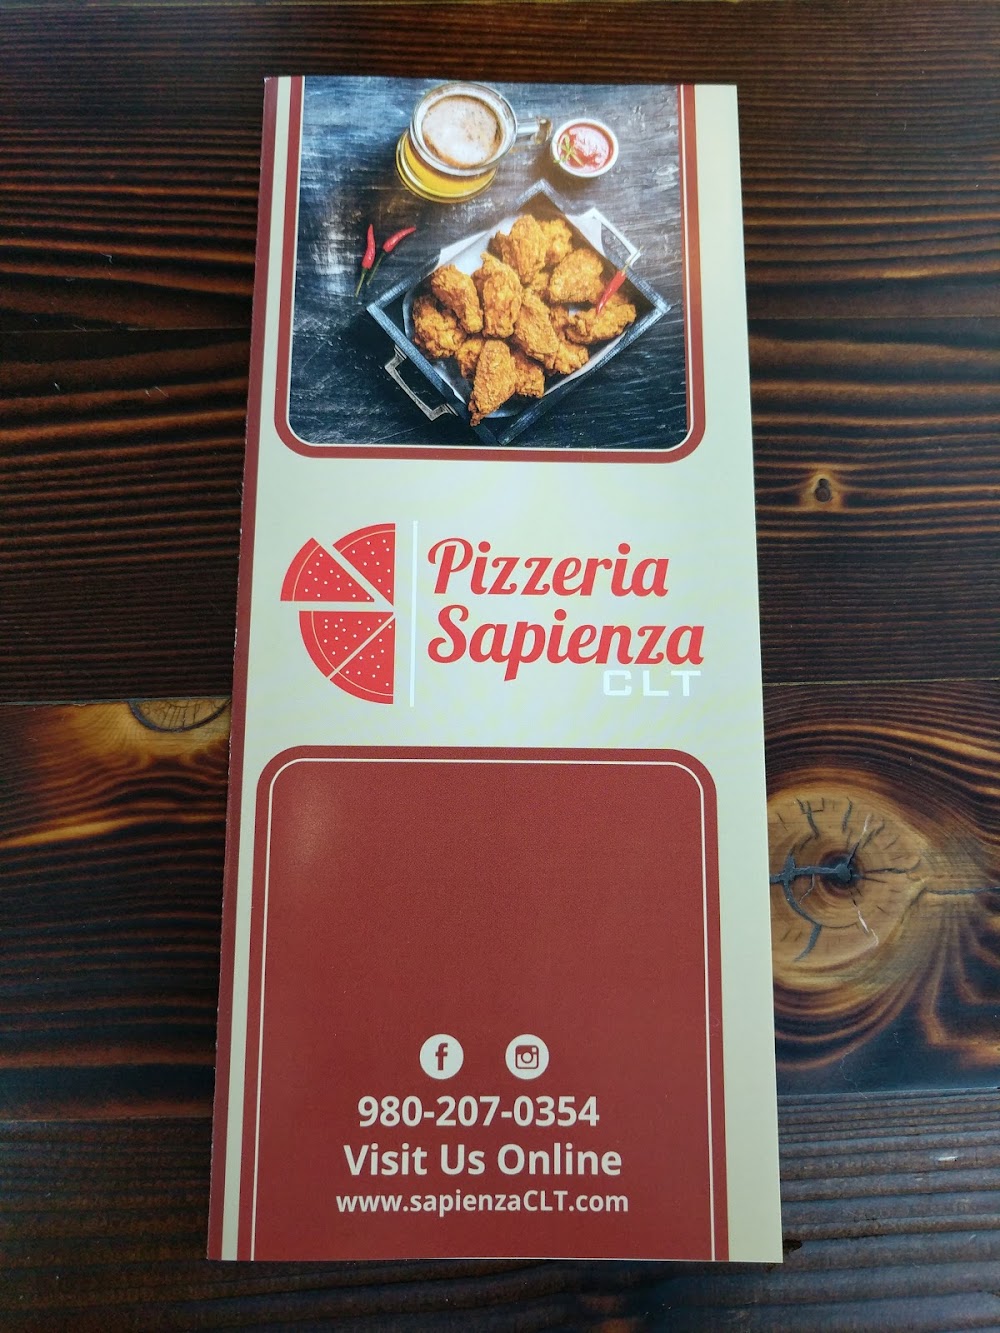 Pizzeria
Sapienza
CLT
980-207-0354
Visit Us Online
www.sapienzaCLT.com